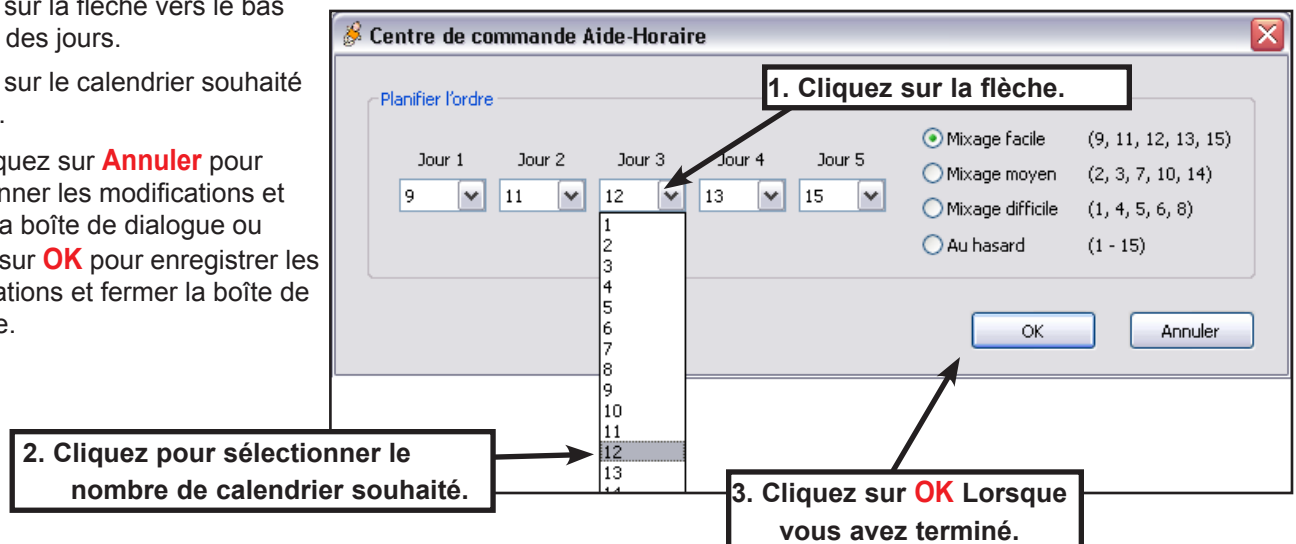 sur la flèche vers le bas
des jours.
sur le calendrier souhaité
.
quez sur Annuler pour
nner les modifications et
a boîte de dialogue ou
sur OK pour enregistrer les
ations et fermer la boîte de
e.
Centre de commande Aide-Horaire
1. Cliquez sur la flèche.
Planifier l'ordre
Jour 1 Jour 2 Jour 3 Jour 4 Jour 5
9 11 12 13 15
Mixage facile (9, 11, 12, 13, 15)
Mixage moyen (2, 3, 7, 10, 14)
Mixage difficile (1, 4, 5, 6, 8)
Au hasard (1 - 15)
1
2
3
4
5
6
7
8
9
10
11
12
13
OK Annuler
2. Cliquez pour sélectionner le
nombre de calendrier souhaité.
3. Cliquez sur OK Lorsque
vous avez terminé.